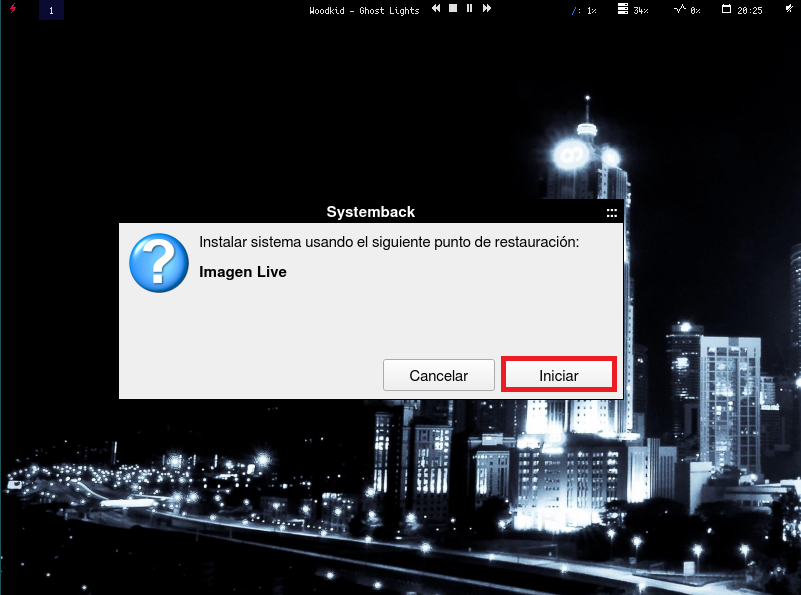 1
Woodkid - Ghost Lights
/: 1%
34%
0%
20:25
Systemback
Instalar sistema usando el siguiente punto de restauración:
Imagen Live
Cancelar
Iniciar